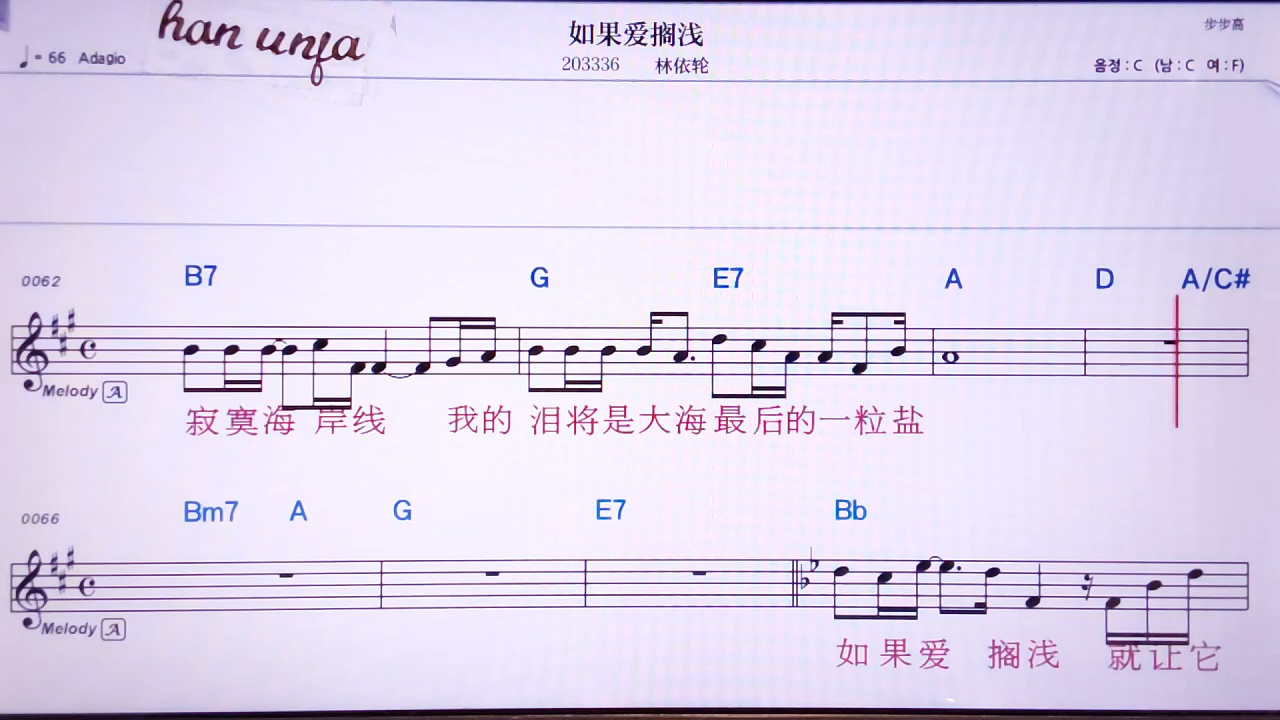 han unfa
如果爱搁浅
步步高
♩= 66 Adagio
203336 林依轮
음정 : C (남 : C 여 : F)
0062 B7 G E7 A D A/C#
Melody A
寂寞海 岸线 我的 泪将是大海最后的一粒盐
0066 Bm7 A G E7 Bb
Melody A
如果爱 搁浅 就让它